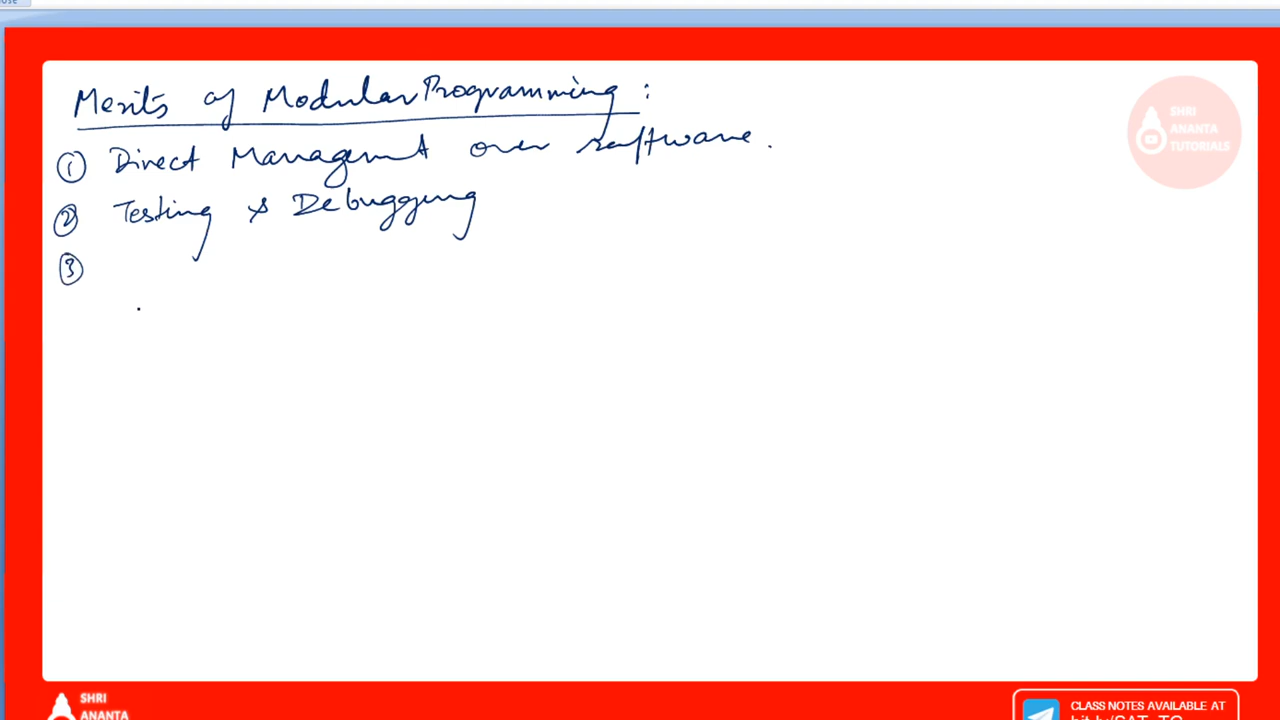 Merits of Modular Programming :
① Direct Managemnt over software.
② Testing & Debugging
③
SHRI
ANANTA
TUTORIALS
SHRI
ANANTA
CLASS NOTES AVAILABLE AT